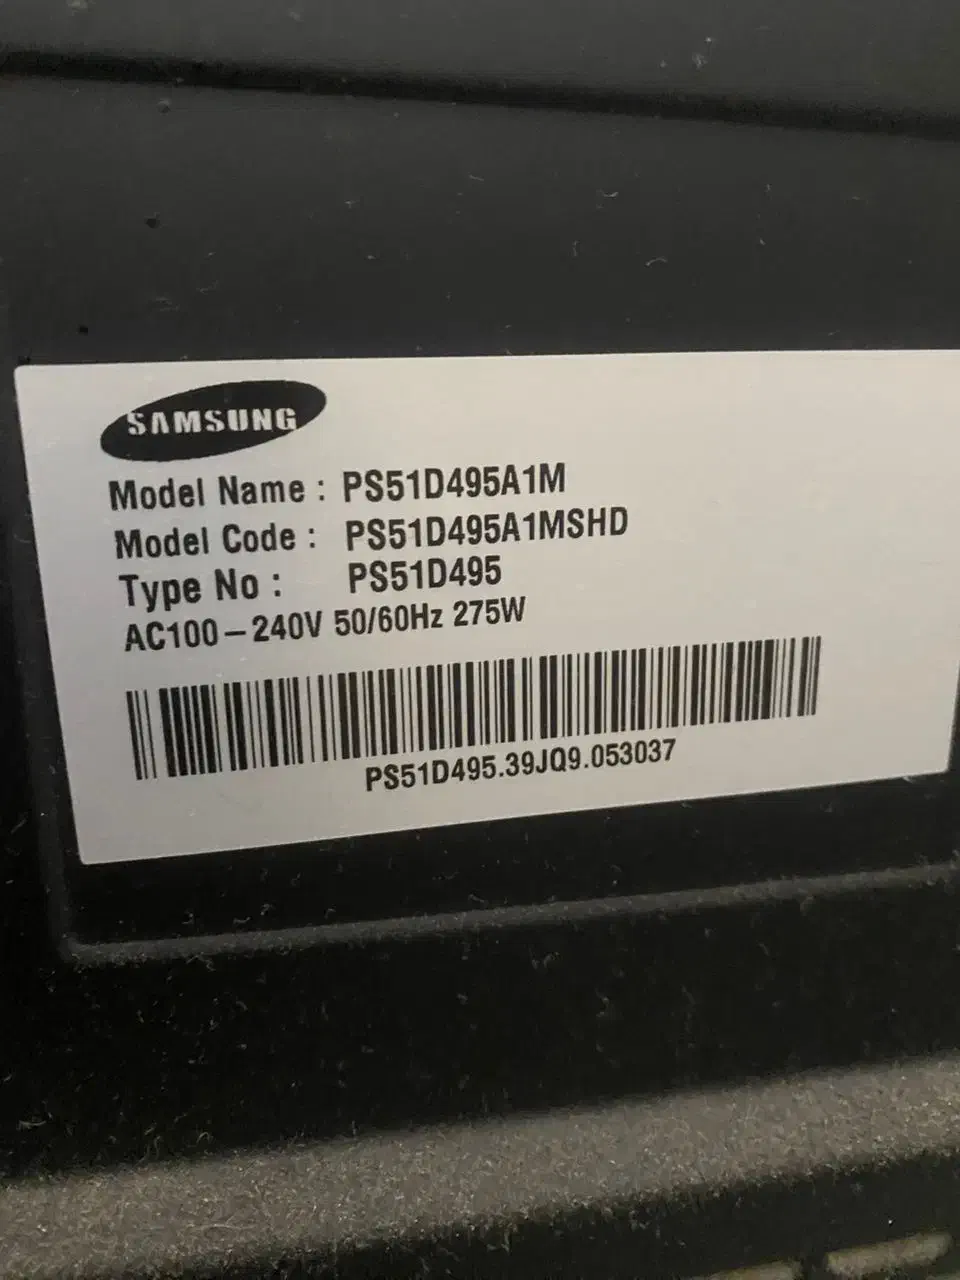 SAMSUNG
Model Name : PS51D495A1M
Model Code : PS51D495A1MSHD
Type No : PS51D495
AC100-240V 50/60Hz 275W
PS51D495.39JQ9.053037